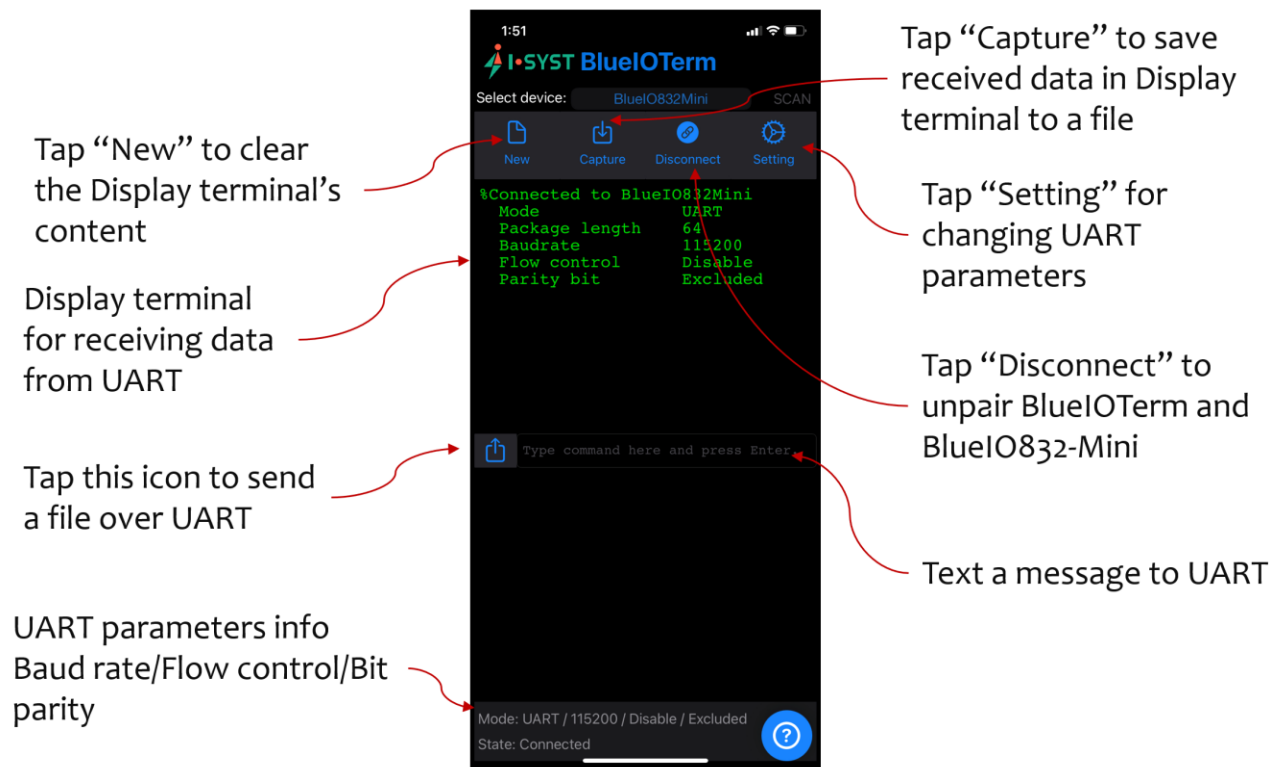 1:51
I•SYST BlueIOTerm
Select device: BlueIO832Mini SCAN
New Capture Disconnect Setting
%Connected to BlueIO832Mini
Mode UART
Package length 64
Baudrate 115200
Flow control Disable
Parity bit Excluded
Type command here and press Enter.
Mode: UART / 115200 / Disable / Excluded
State: Connected
?
Tap “New” to clear
the Display terminal’s
content
Display terminal
for receiving data
from UART
Tap this icon to send
a file over UART
UART parameters info
Baud rate/Flow control/Bit
parity
Tap “Capture” to save
received data in Display
terminal to a file
Tap “Setting” for
changing UART
parameters
Tap “Disconnect” to
unpair BlueIOTerm and
BlueIO832-Mini
Text a message to UART